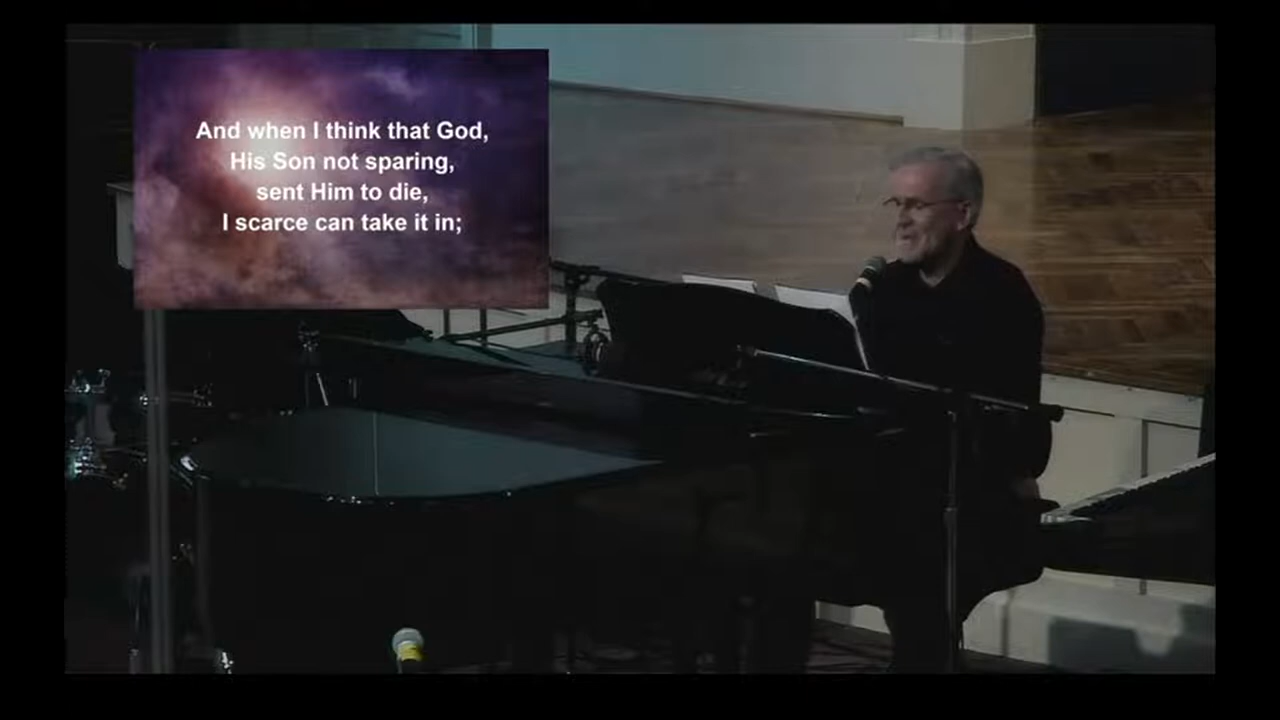 And when I think that God,
His Son not sparing,
sent Him to die,
I scarce can take it in;